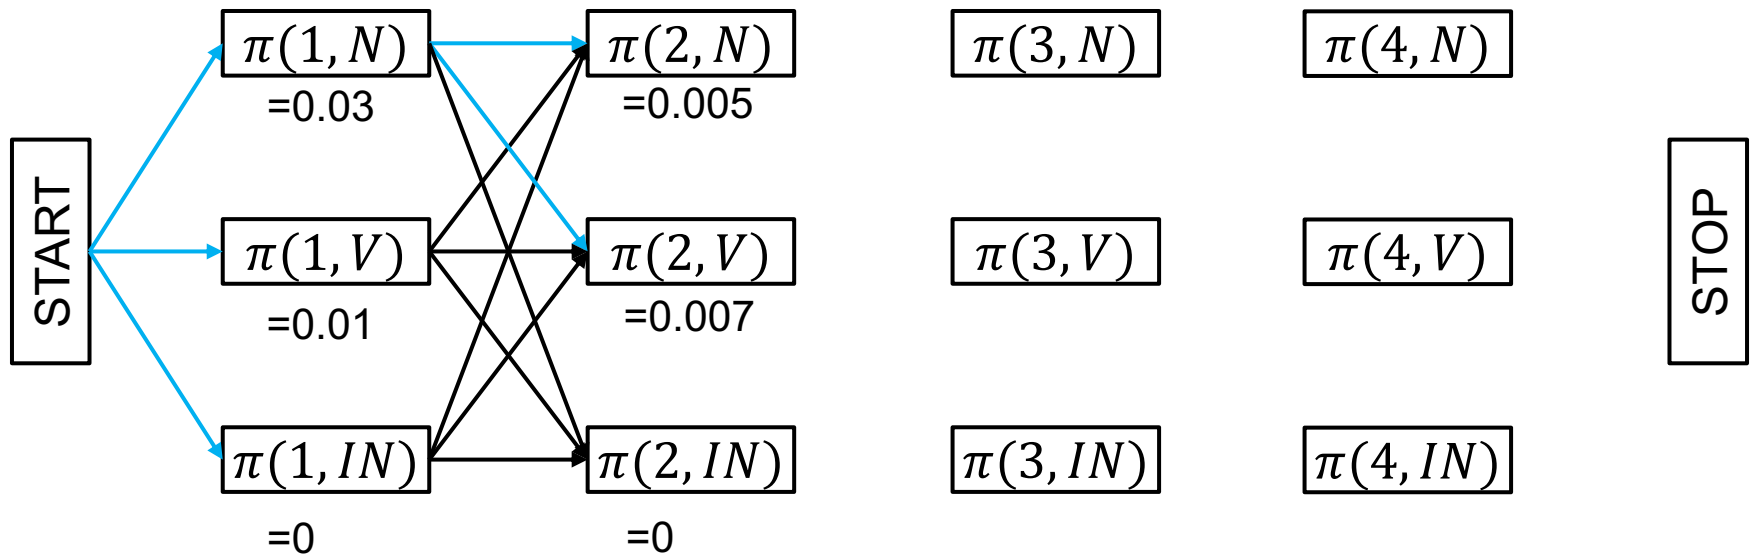 START
π(1, N)
=0.03
π(1, V)
=0.01
π(1, IN)
=0
π(2, N)
=0.005
π(2, V)
=0.007
π(2, IN)
=0
π(3, N)
π(3, V)
π(3, IN)
π(4, N)
π(4, V)
π(4, IN)
STOP